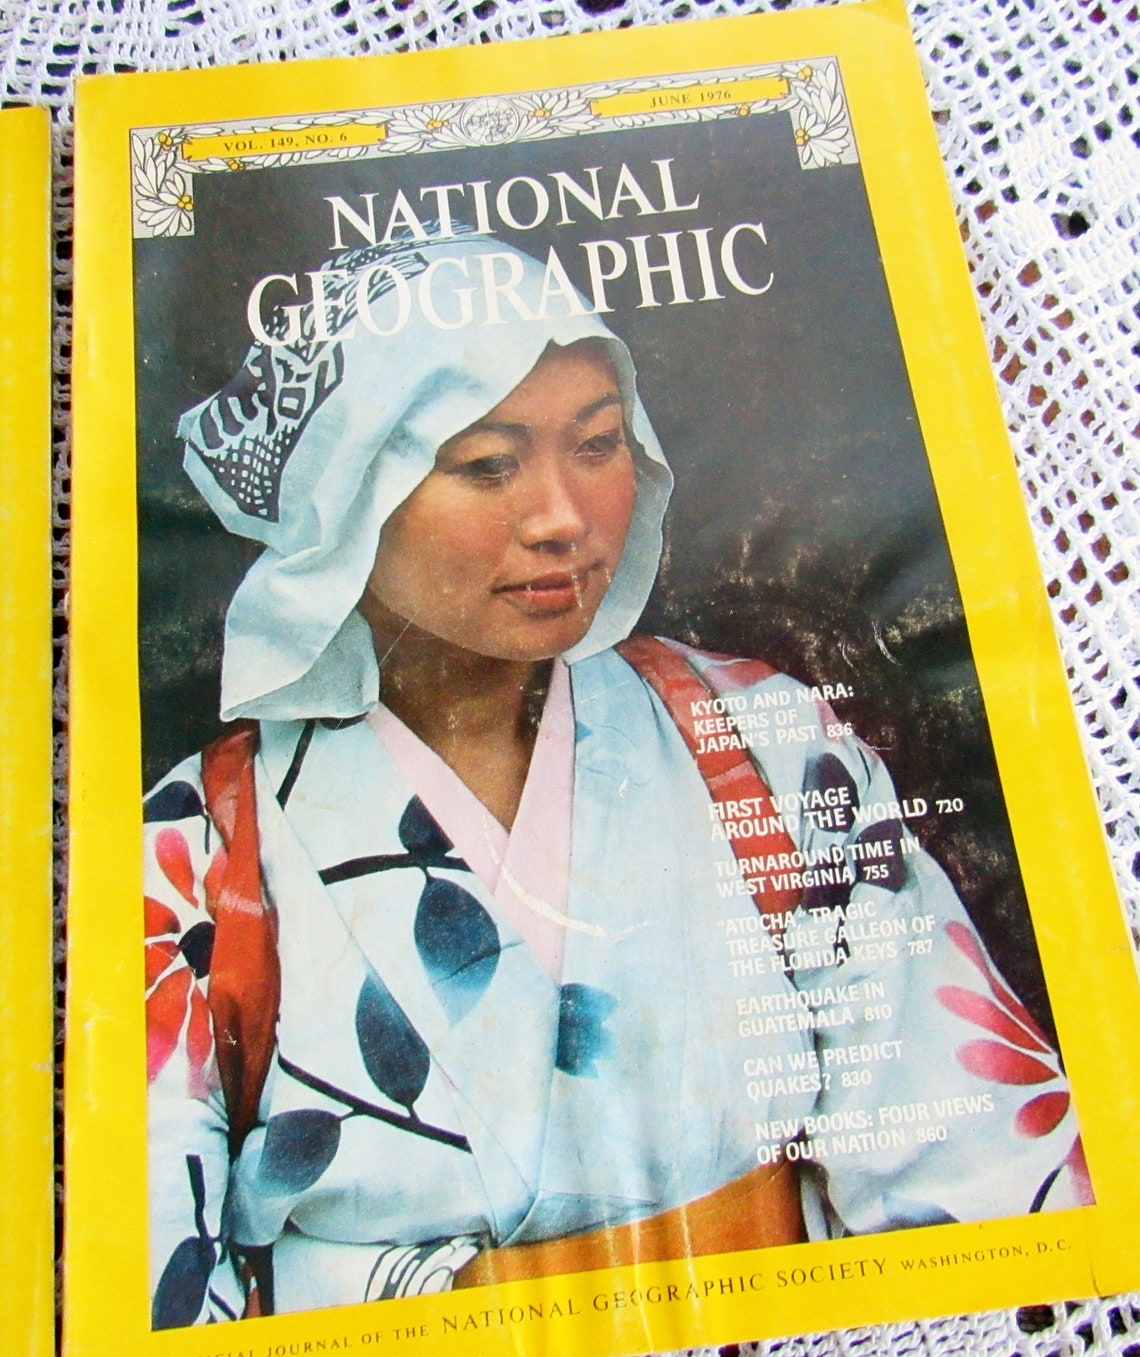 VOL. 149, NO. 6
JUNE 1976
NATIONAL
GEOGRAPHIC
KYOTO AND NARA:
KEEPERS OF
JAPAN'S PAST 836
FIRST VOYAGE
AROUND THE WORLD 720
TURNAROUND TIME IN
WEST VIRGINIA 755
"ATOCHA," TRAGIC
TREASURE GALLEON OF
THE FLORIDA KEYS 787
EARTHQUAKE IN
GUATEMALA 810
CAN WE PREDICT
QUAKES? 830
NEW BOOKS: FOUR VIEWS
OF OUR NATION 860
JOURNAL OF THE NATIONAL GEOGRAPHIC SOCIETY WASHINGTON, D.C.